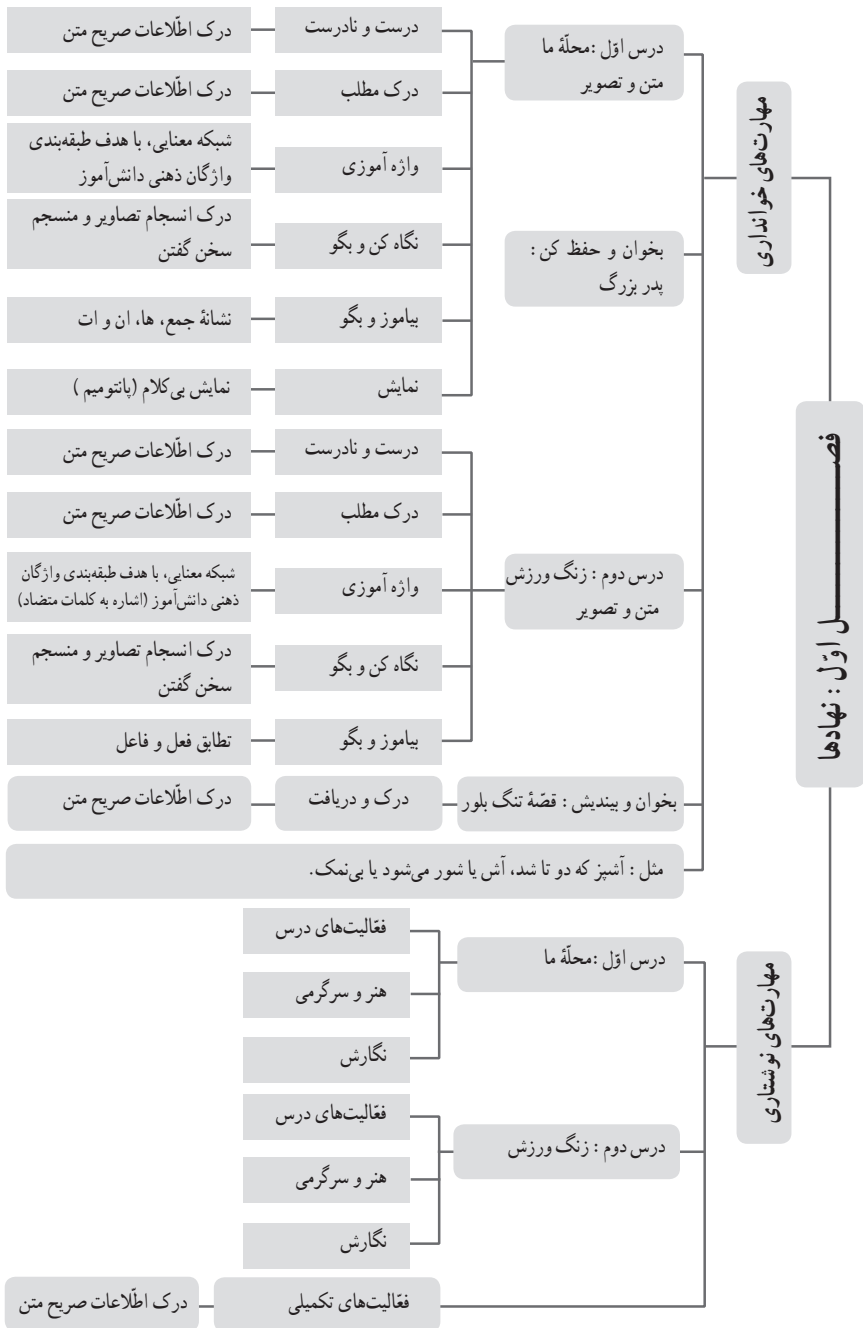 فصل اوّل : نهادها
مهارت‌های خوانداری
درس اوّل :محلّهٔ ما
متن و تصویر
درست و نادرست
درک اطّلاعات صریح متن
درک مطلب
درک اطّلاعات صریح متن
واژه آموزی
شبکه معنایی، با هدف طبقه‌بندی
واژگان ذهنی دانش‌آموز
نگاه کن و بگو
درک انسجام تصاویر و منسجم
سخن گفتن
بیاموز و بگو
نشانهٔ جمع، ها، ان و ات
نمایش
نمایش بی‌کلام (پانتومیم )
بخوان و حفظ کن :
پدر بزرگ
درس دوم : زنگ ورزش
متن و تصویر
درست و نادرست
درک اطّلاعات صریح متن
درک مطلب
درک اطّلاعات صریح متن
واژه آموزی
شبکه معنایی، با هدف طبقه‌بندی واژگان
ذهنی دانش‌آموز (اشاره به کلمات متضاد)
نگاه کن و بگو
درک انسجام تصاویر و منسجم
سخن گفتن
بیاموز و بگو
تطابق فعل و فاعل
بخوان و بیندیش : قصّهٔ تنگ بلور
درک و دریافت
درک اطّلاعات صریح متن
مثل : آشپز که دو تا شد، آش یا شور می‌شود یا بی‌نمک.
مهارت‌های نوشتاری
درس اوّل :محلّهٔ ما
فعّالیت‌های درس
هنر و سرگرمی
نگارش
درس دوم : زنگ ورزش
فعّالیت‌های درس
هنر و سرگرمی
نگارش
فعّالیت‌های تکمیلی
درک اطّلاعات صریح متن